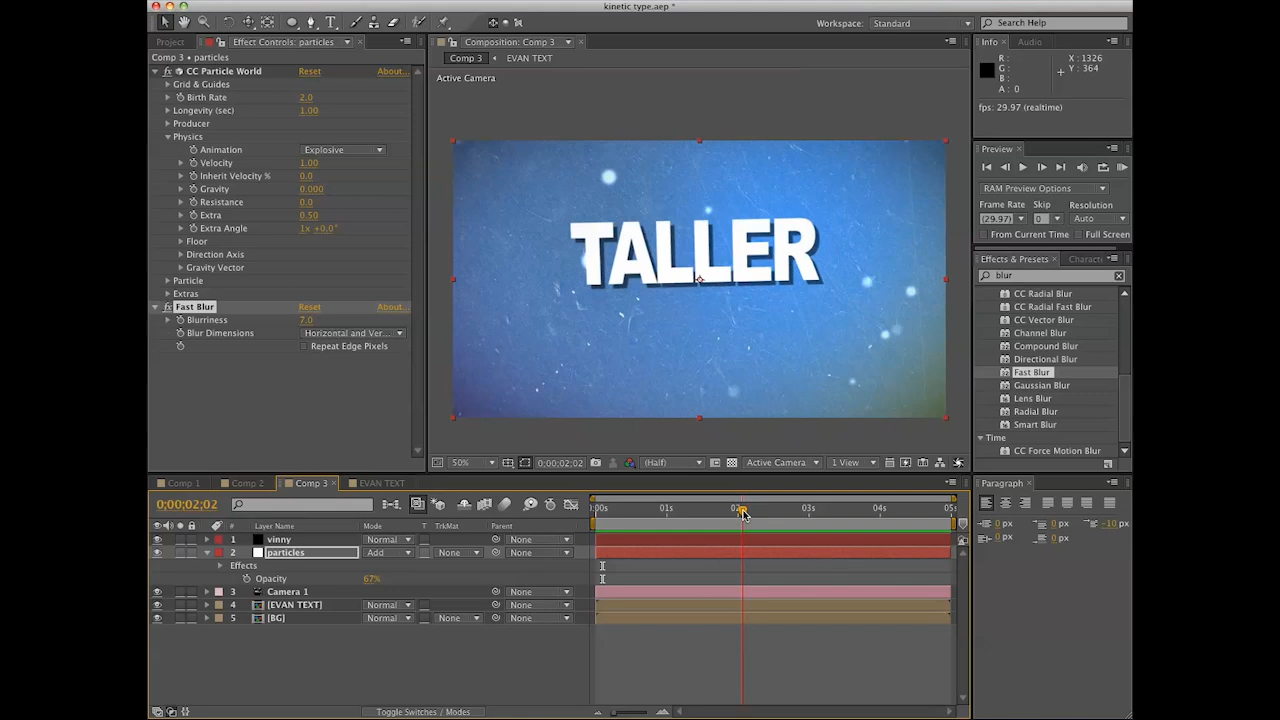 kinetic type.aep *
Workspace: Standard
Search Help
Project
Effect Controls: particles
Comp 3 • particles
fx CC Particle World Reset About...
Grid & Guides
Birth Rate 2.0
Longevity (sec) 1.00
Producer
Physics
Animation Explosive
Velocity 1.00
Inherit Velocity % 0.0
Gravity 0.000
Resistance 0.0
Extra 0.50
Extra Angle 1x +0.0°
Floor
Direction Axis
Gravity Vector
Particle
Extras
fx Fast Blur Reset About...
Blurriness 7.0
Blur Dimensions Horizontal and Ver...
Repeat Edge Pixels
Composition: Comp 3
Comp 3 EVAN TEXT
Active Camera
TALLER
50% 0;00;02;02 (Half) Active Camera 1 View
Info Audio
R : X : 1326
G : Y : 364
B :
A : 0
fps: 29.97 (realtime)
Preview
RAM Preview Options
Frame Rate Skip Resolution
(29.97) 0 Auto
From Current Time Full Screen
Effects & Presets Characte
blur
CC Radial Blur
CC Radial Fast Blur
CC Vector Blur
Channel Blur
Compound Blur
Directional Blur
Fast Blur
Gaussian Blur
Lens Blur
Radial Blur
Smart Blur
Time
CC Force Motion Blur
Comp 1 Comp 2 Comp 3 EVAN TEXT
0;00;02;02
# Layer Name Mode T TrkMat Parent
1 vinny Normal None
2 particles Add None None
Effects
Opacity 67%
3 Camera 1 None
4 [EVAN TEXT] Normal None
5 [BG] Normal None None
:00s 01s 02s 03s 04s 05s
Toggle Switches / Modes
Paragraph
0 px 0 px -10 px
0 px 0 px